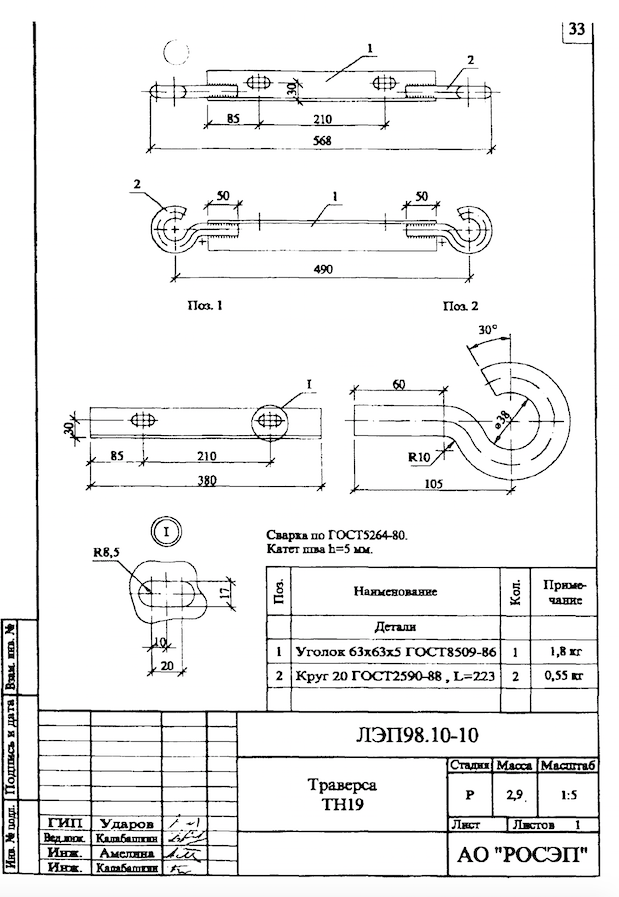 33
1
2
30
85
210
568
2
50
1
50
490
Поз. 1
Поз. 2
30°
I
60
⌀38
30
85
210
R10
380
105
I
R8,5
17
10
20
Сварка по ГОСТ5264-80.
Катет шва h=5 мм.
Поз.
Наименование
Кол.
Приме-
чание
Детали
1 Уголок 63х63х5 ГОСТ8509-86 1 1,8 кг
2 Круг 20 ГОСТ2590-88 , L=223 2 0,55 кг
ЛЭП98.10-10
Траверса
ТН19
Стадия Масса Масштаб
Р 2,9 1:5
Лист Листов 1
АО "РОСЭП"
ГИП Ударов
Вед.инж. Калабашкин
Инж. Амелина
Инж. Калабашкин
Взам. инв. №
Подпись и дата
Инв. № подл.